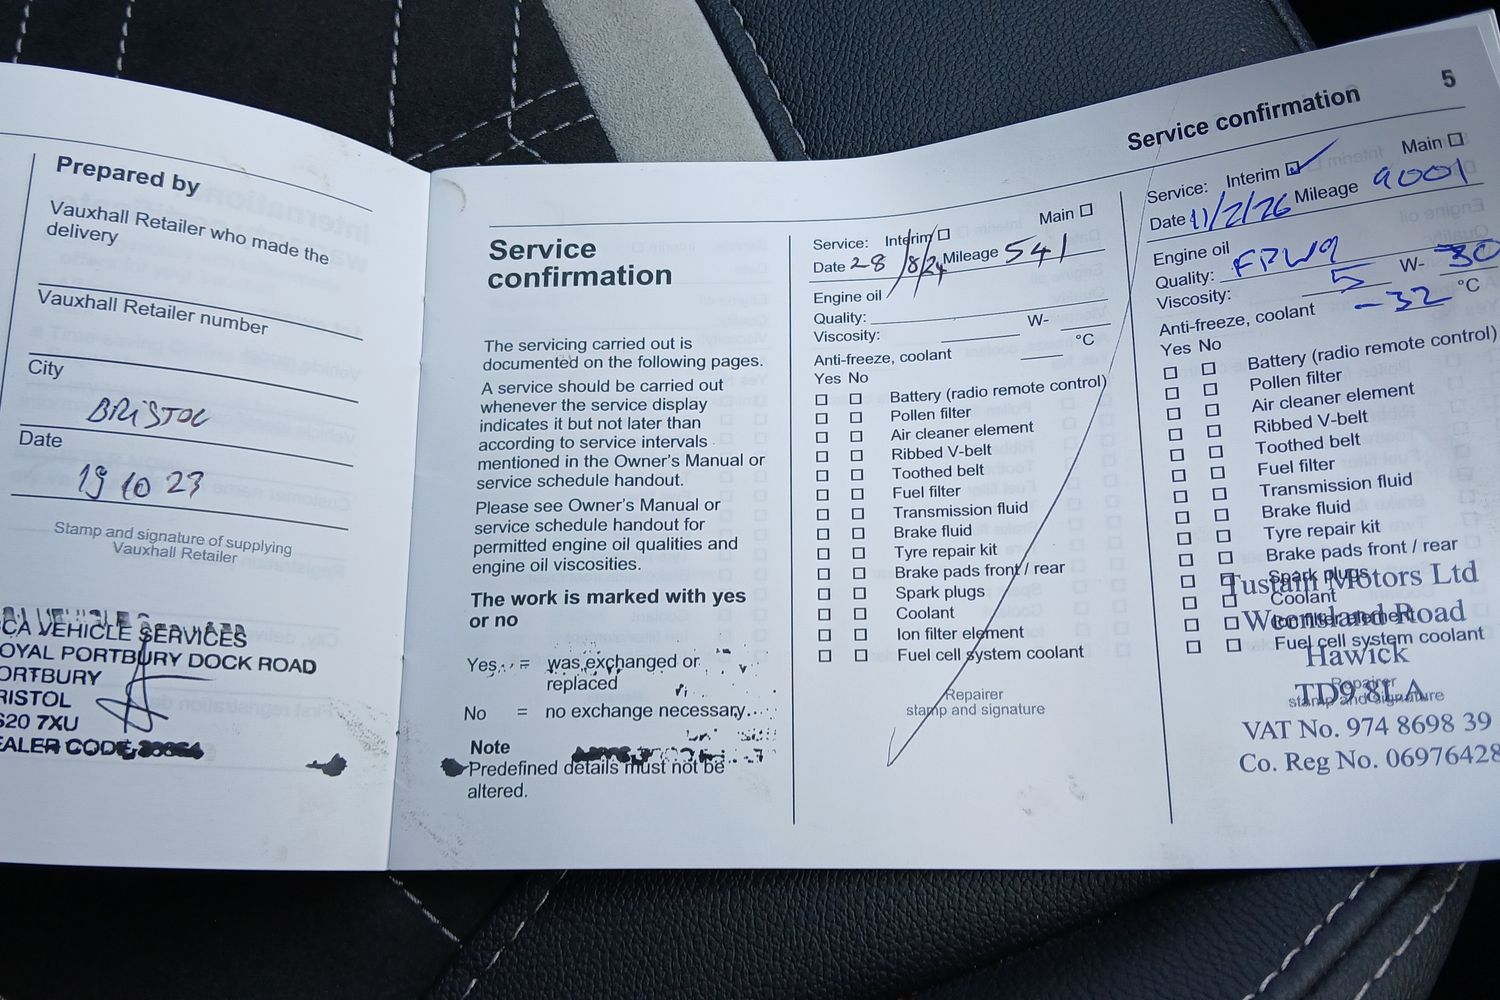 Prepared by
Vauxhall Retailer who made the
delivery
Vauxhall Retailer number
City
BRISTOL
Date
19 10 23
Stamp and signature of supplying
Vauxhall Retailer
CA VEHICLE SERVICES
OYAL PORTBURY DOCK ROAD
ORTBURY
RISTOL
S20 7XU
EALER CODE
Service
confirmation
The servicing carried out is
documented on the following pages.
A service should be carried out
whenever the service display
indicates it but not later than
according to service intervals
mentioned in the Owner's Manual or
service schedule handout.
Please see Owner's Manual or
service schedule handout for
permitted engine oil qualities and
engine oil viscosities.
The work is marked with yes
or no
Yes = was exchanged or
replaced
No = no exchange necessary.
Note
Predefined details must not be
altered.
Service: Interim Main
Date 28/8/24 Mileage 541
Engine oil
Quality:
Viscosity: W-
Anti-freeze, coolant °C
Yes No
Battery (radio remote control)
Pollen filter
Air cleaner element
Ribbed V-belt
Toothed belt
Fuel filter
Transmission fluid
Brake fluid
Tyre repair kit
Brake pads front / rear
Spark plugs
Coolant
Ion filter element
Fuel cell system coolant
Repairer
stamp and signature
Service confirmation 5
Service: Interim ✓ Main
Date 11/2/26 Mileage 9001
Engine oil
Quality: FPW9
Viscosity: 5 W- 30
Anti-freeze, coolant -32 °C
Yes No
Battery (radio remote control)
Pollen filter
Air cleaner element
Ribbed V-belt
Toothed belt
Fuel filter
Transmission fluid
Brake fluid
Tyre repair kit
Brake pads front / rear
Spark plugs
Coolant
Ion filter element
Fuel cell system coolant
Repairer
stamp and signature
Tustain Motors Ltd
Weensland Road
Hawick
TD9 8LA
VAT No. 974 8698 39
Co. Reg No. 06976428